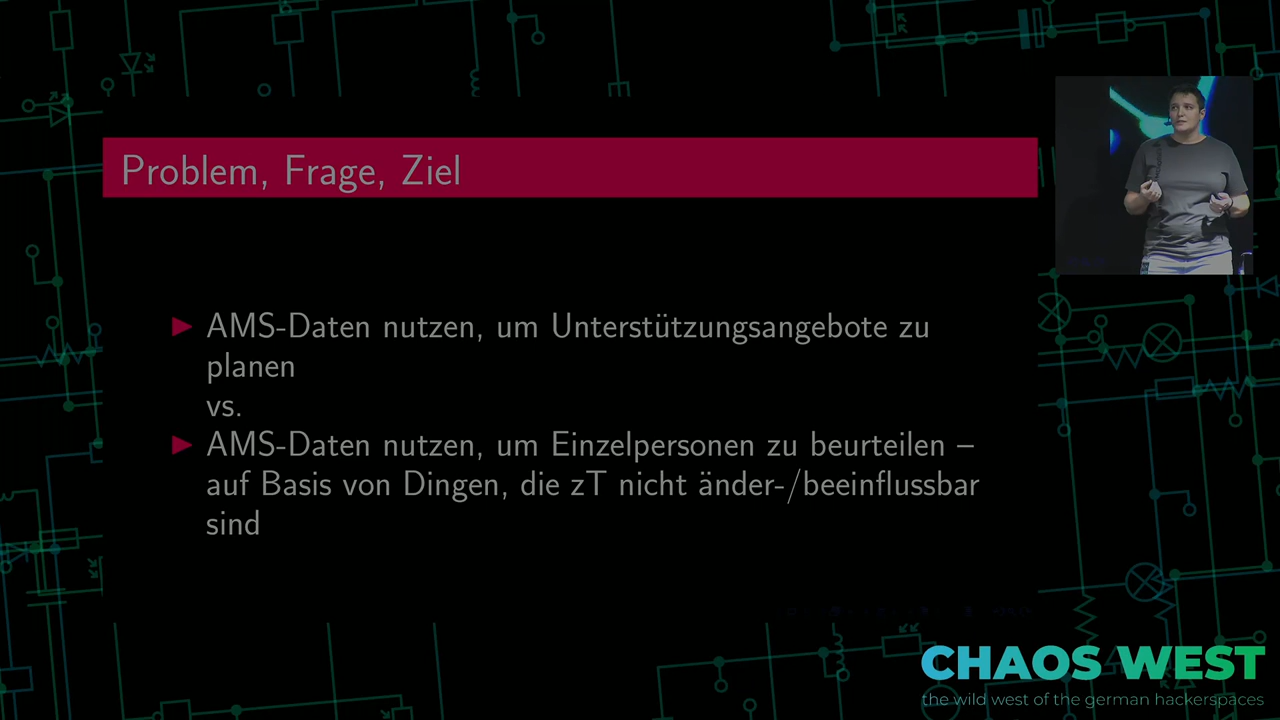 Problem, Frage, Ziel
AMS-Daten nutzen, um Unterstützungsangebote zu
planen
vs.
AMS-Daten nutzen, um Einzelpersonen zu beurteilen –
auf Basis von Dingen, die zT nicht änder-/beeinflussbar
sind
CHAOS WEST
the wild west of the german hackerspaces